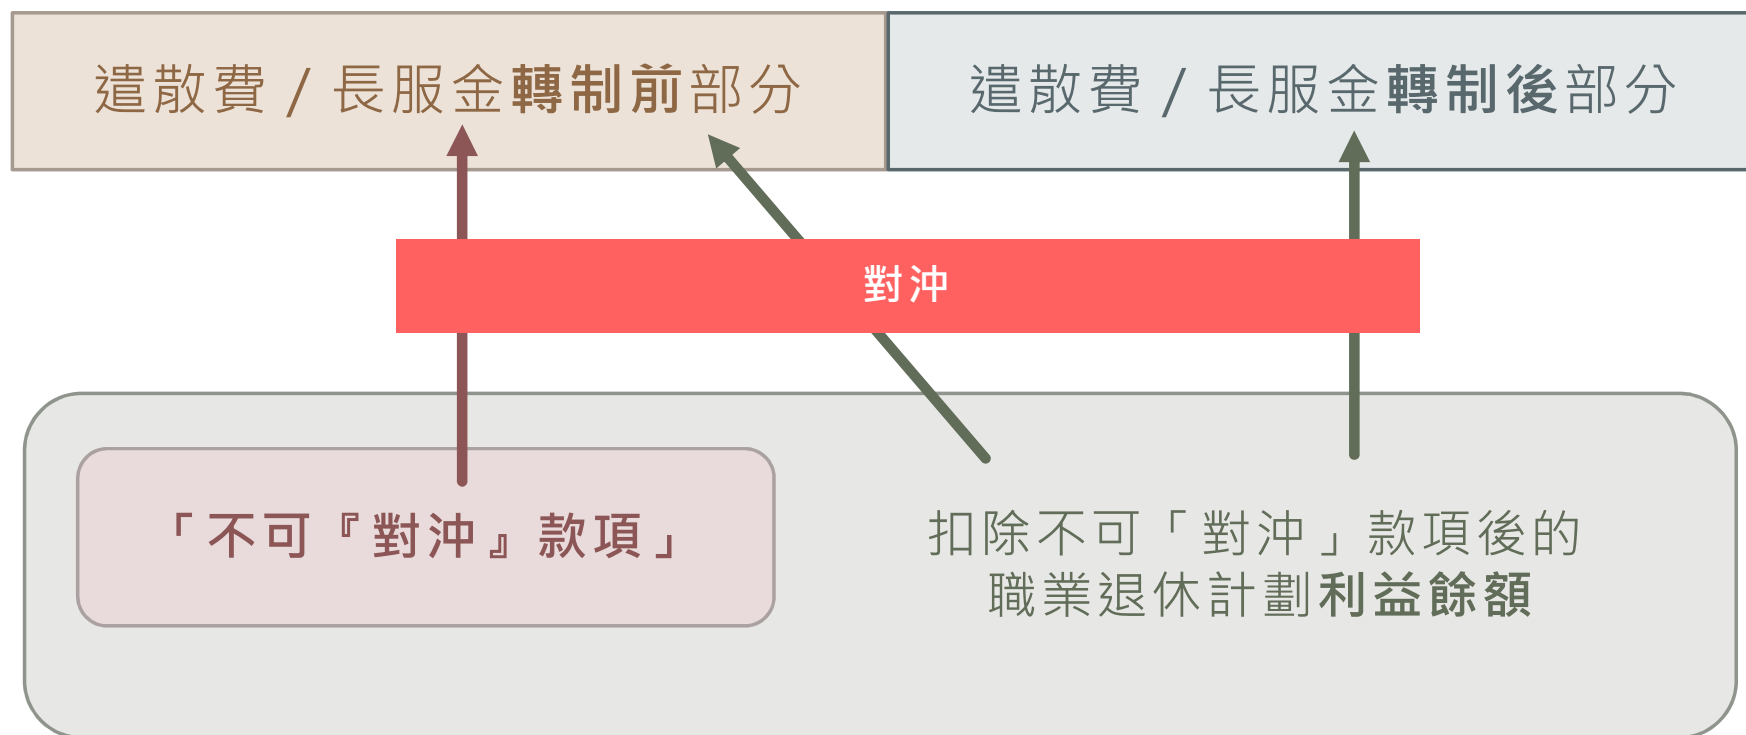 遣散費 / 長服金轉制前部分
遣散費 / 長服金轉制後部分
對沖
「不可『對沖』款項」
扣除不可「對沖」款項後的
職業退休計劃利益餘額